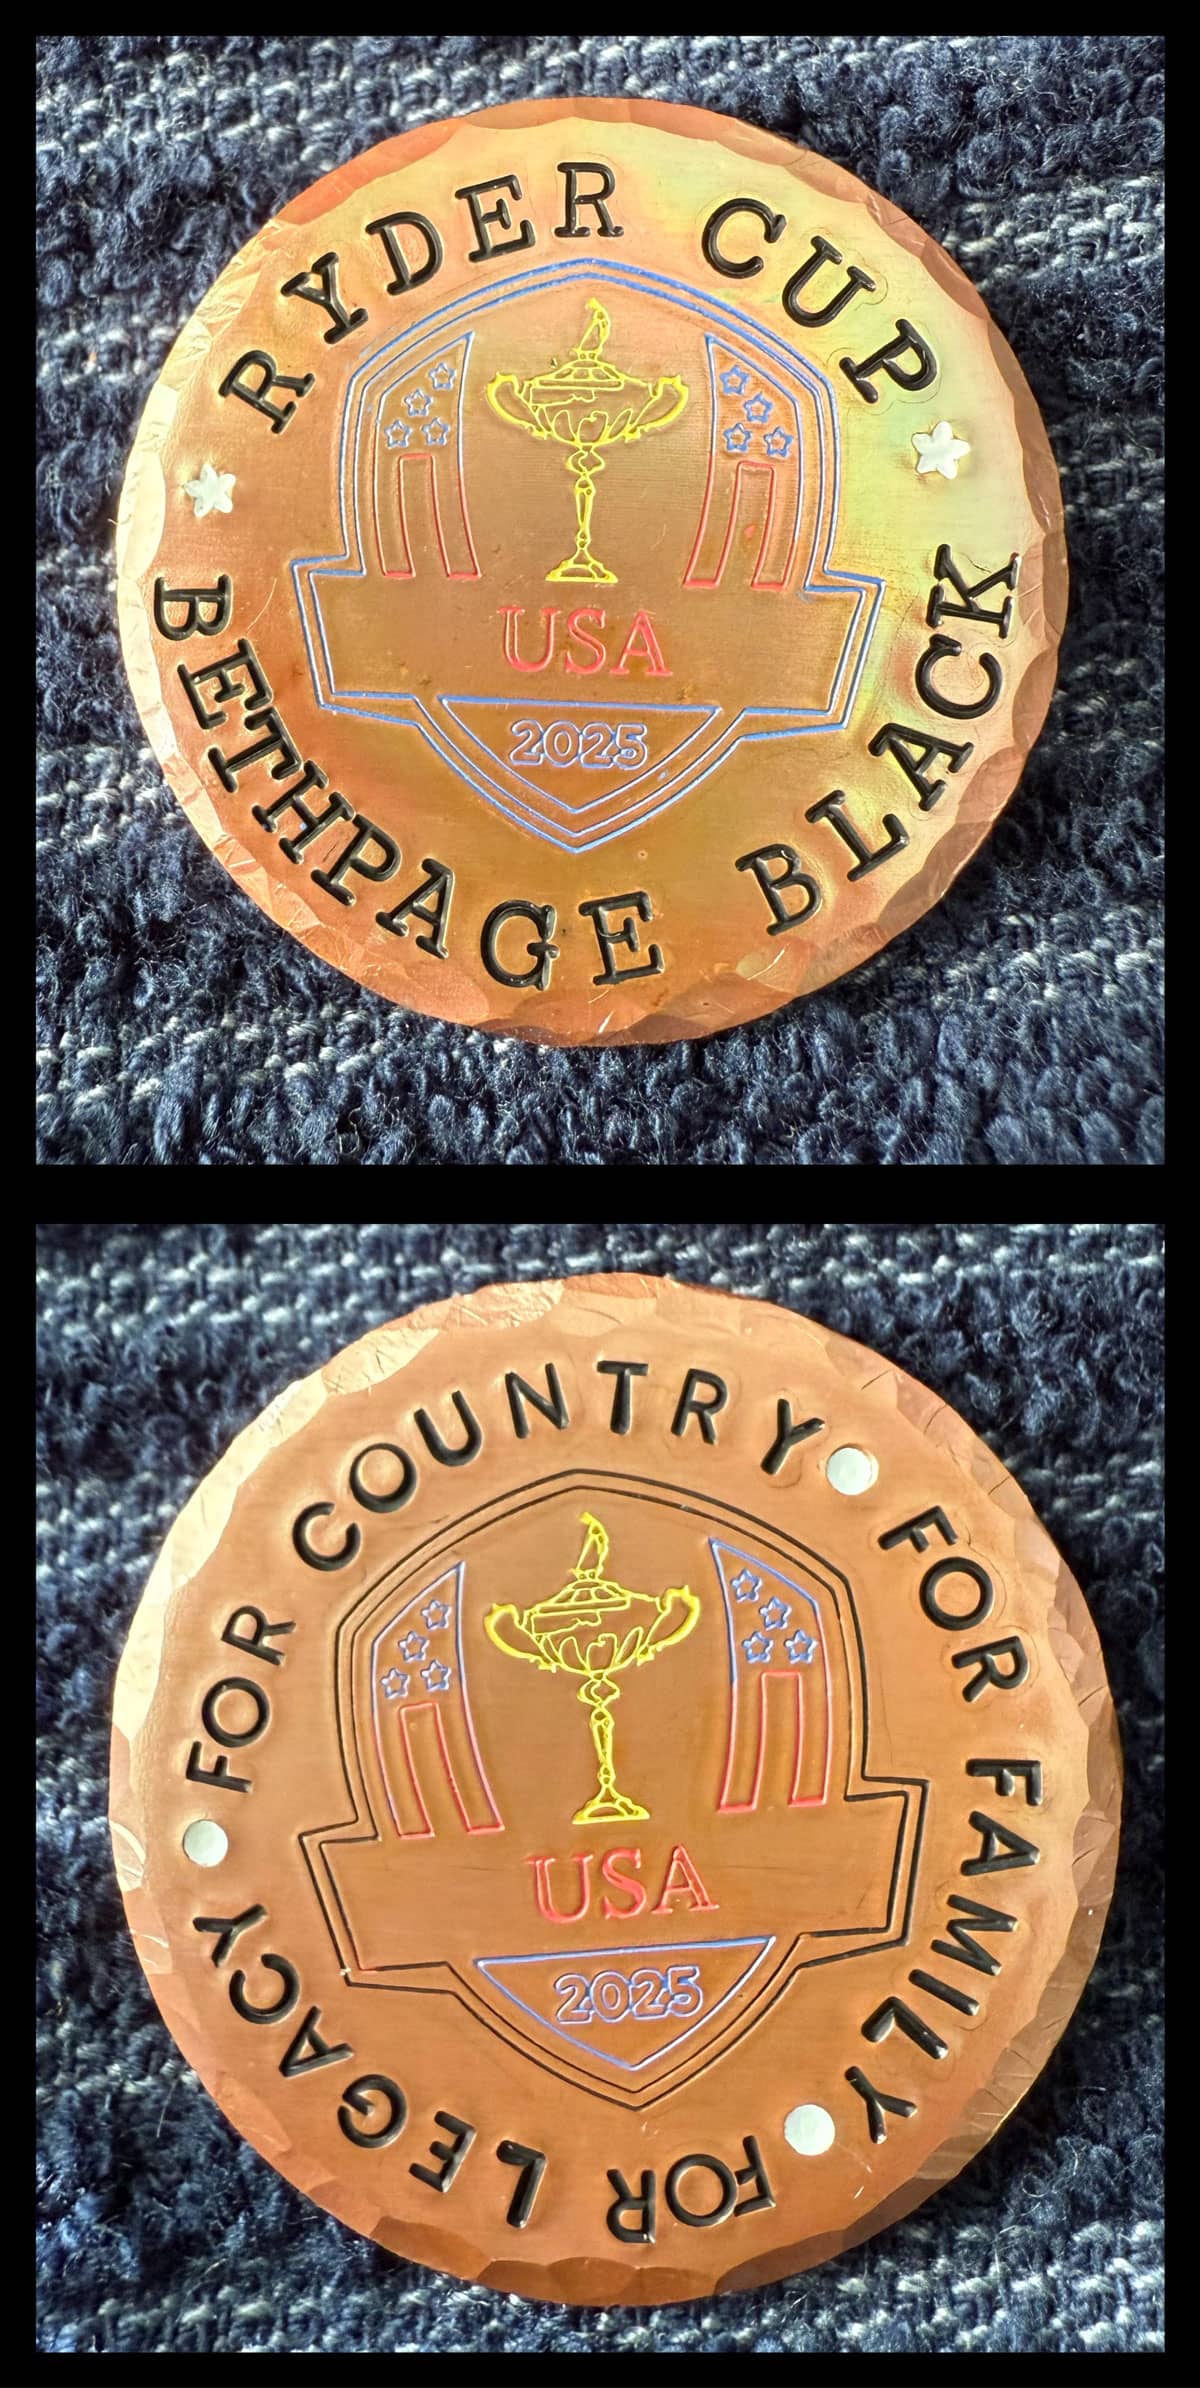 RYDER CUP
USA
2025
BETHPAGE BLACK
FOR COUNTRY
FOR FAMILY
FOR LEGACY
USA
2025